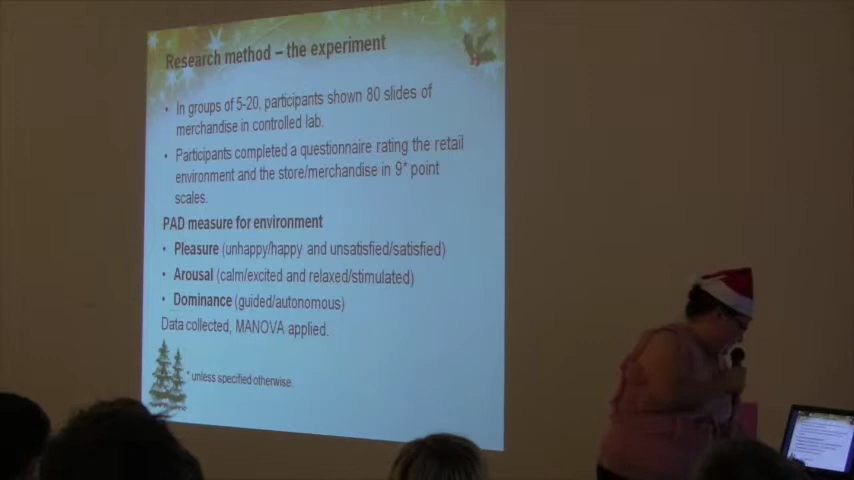 Research method – the experiment
• In groups of 5-20, participants shown 80 slides of
merchandise in controlled lab.
• Participants completed a questionnaire rating the retail
environment and the store/merchandise in 9* point
scales.
PAD measure for environment
• Pleasure (unhappy/happy and unsatisfied/satisfied)
• Arousal (calm/excited and relaxed/stimulated)
• Dominance (guided/autonomous)
Data collected, MANOVA applied.
* unless specified otherwise.